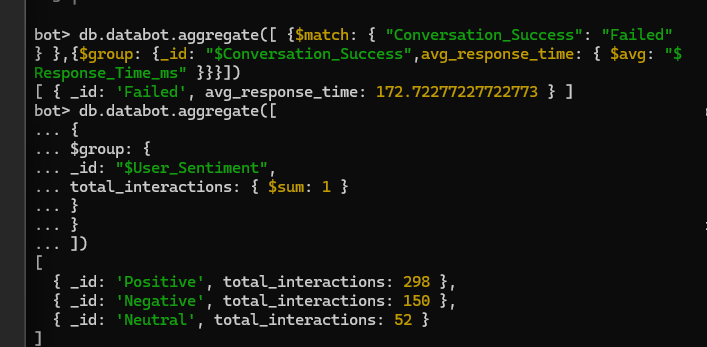 bot> db.databot.aggregate([ {$match: { "Conversation_Success": "Failed"
} },{$group: {_id: "$Conversation_Success",avg_response_time: { $avg: "$
Response_Time_ms" }}}])
[ { _id: 'Failed', avg_response_time: 172.72277227722773 } ]
bot> db.databot.aggregate([
... {
... $group: {
... _id: "$User_Sentiment",
... total_interactions: { $sum: 1 }
... }
... }
... ])
[
{ _id: 'Positive', total_interactions: 298 },
{ _id: 'Negative', total_interactions: 150 },
{ _id: 'Neutral', total_interactions: 52 }
]